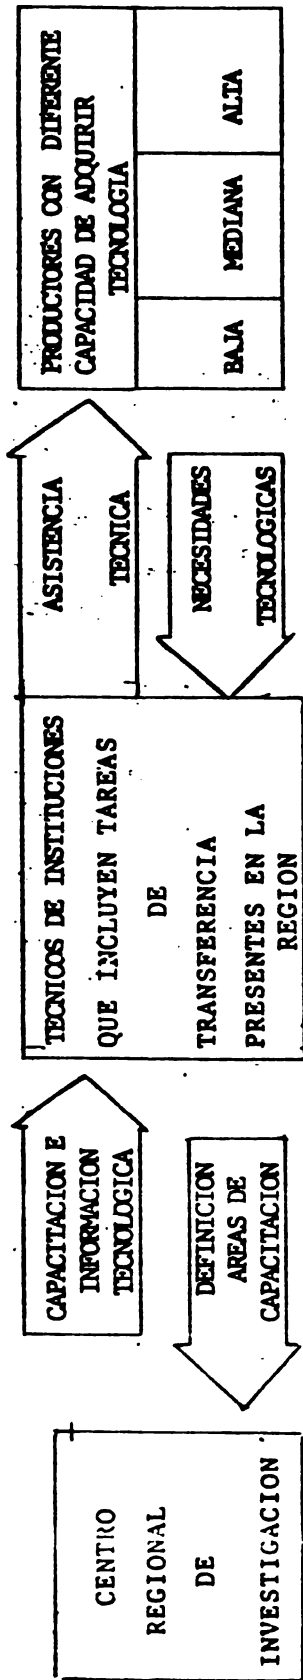 CENTRO
REGIONAL
DE
INVESTIGACION
CAPACITACION E
INFORMACION
TECNOLOGICA
DEFINICION
AREAS DE
CAPACITACION
TECNICOS DE INSTITUCIONES
QUE INCLUYEN TAREAS
DE
TRANSFERENCIA
PRESENTES EN LA
REGION
ASISTENCIA
TECNICA
NECESIDADES
TECNOLOGICAS
PRODUCTORES CON DIFERENTE
CAPACIDAD DE ADQUIRIR
TECNOLOGIA
BAJA
MEDIANA
ALTA